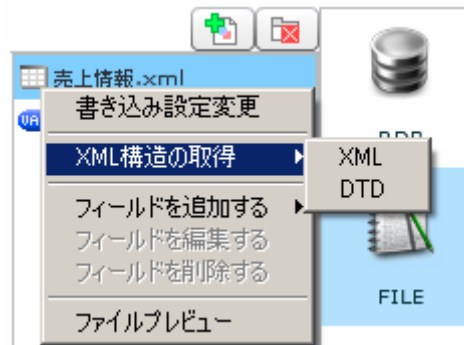 売上情報.xml
書き込み設定変更
XML構造の取得
XML
DTD
フィールドを追加する
フィールドを編集する
フィールドを削除する
ファイルプレビュー
FILE